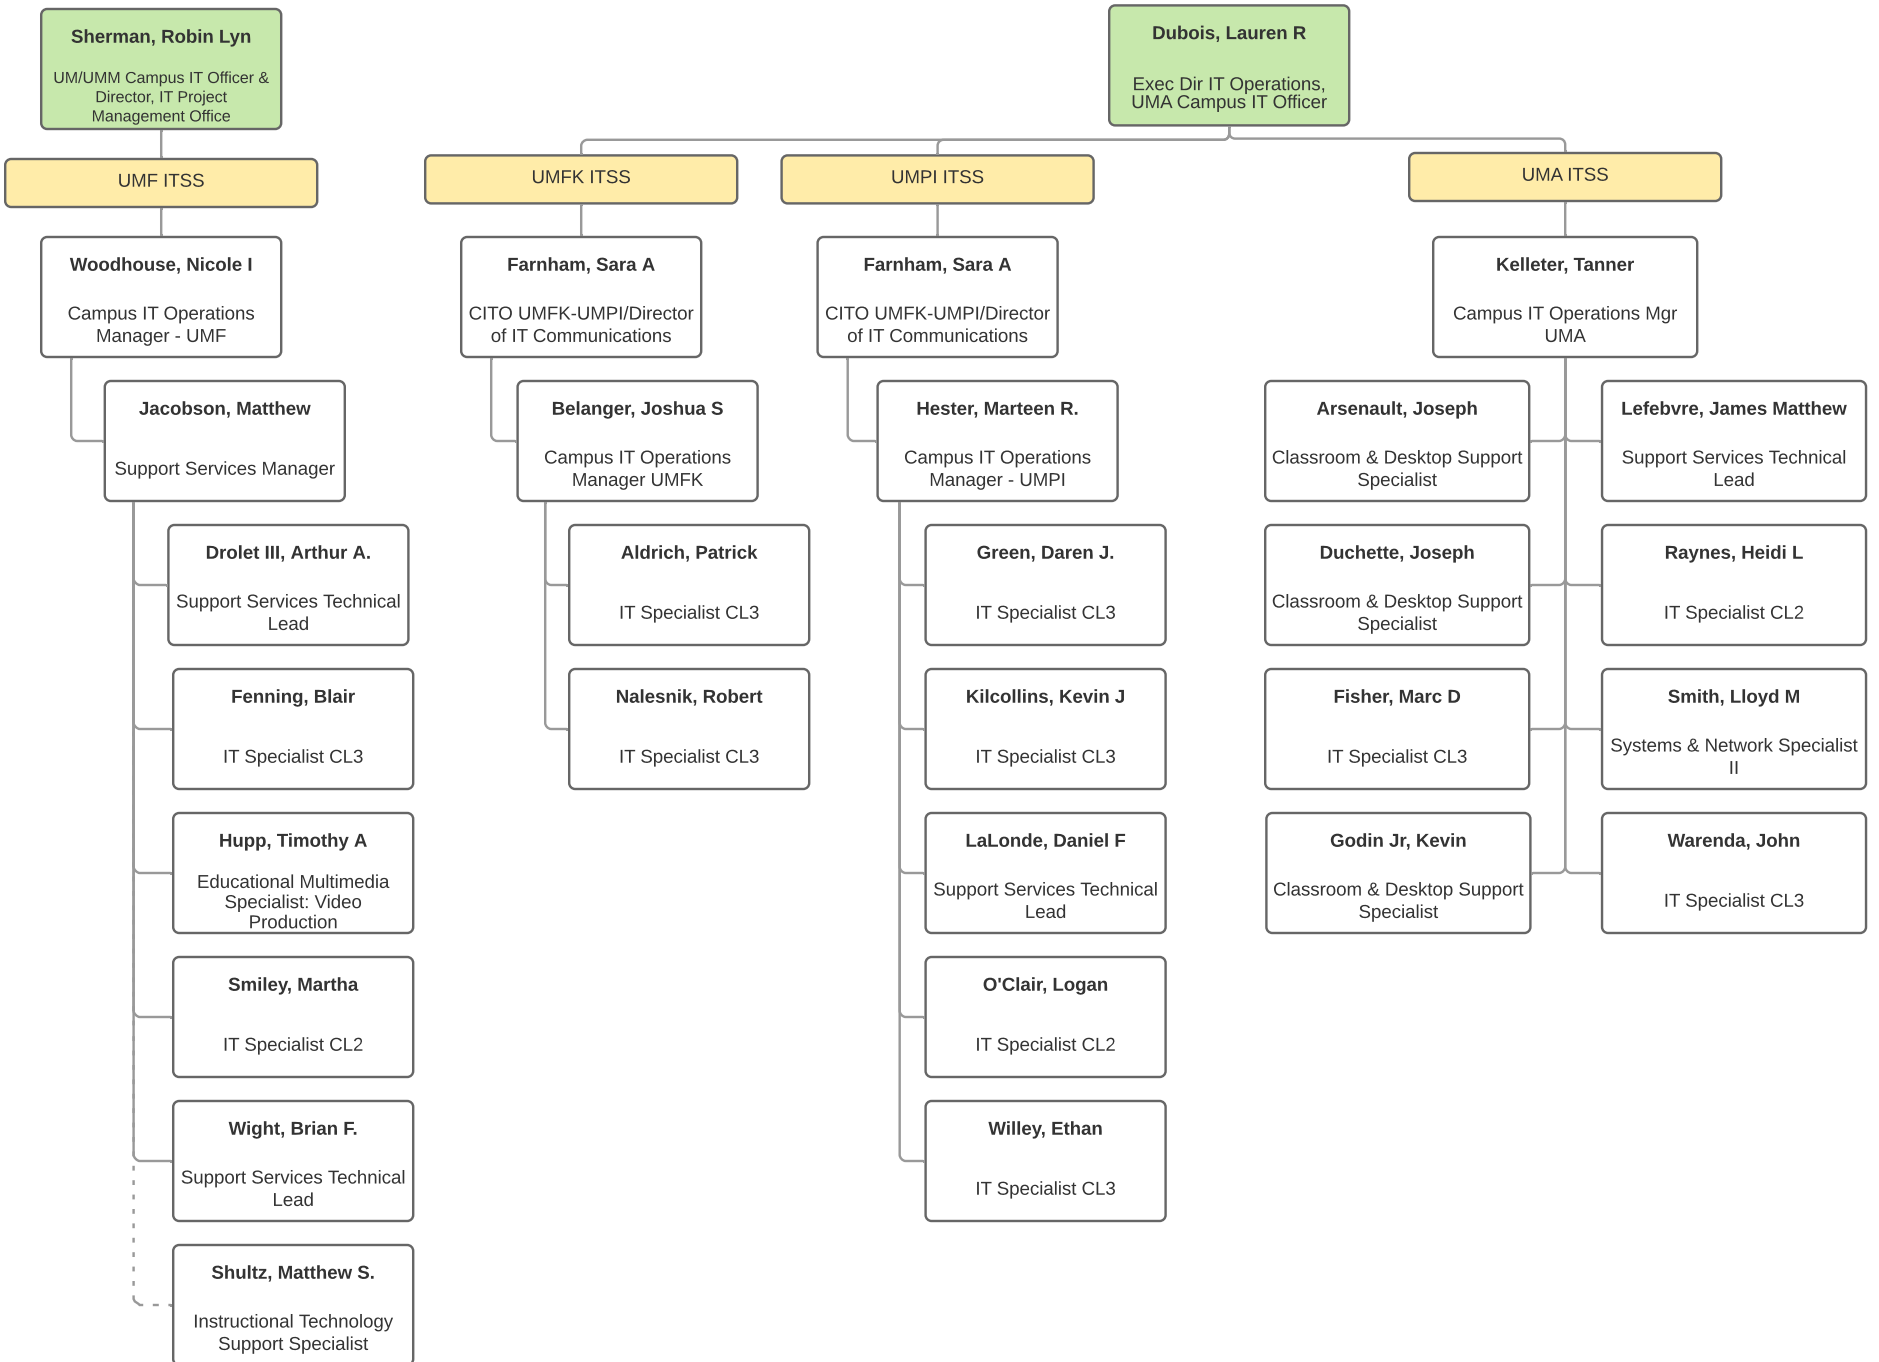 Sherman, Robin Lyn
UM/UMM Campus IT Officer &
Director, IT Project
Management Office
UMF ITSS
Woodhouse, Nicole I
Campus IT Operations
Manager - UMF
Jacobson, Matthew
Support Services Manager
Drolet III, Arthur A.
Support Services Technical
Lead
Fenning, Blair
IT Specialist CL3
Hupp, Timothy A
Educational Multimedia
Specialist: Video
Production
Smiley, Martha
IT Specialist CL2
Wight, Brian F.
Support Services Technical
Lead
Shultz, Matthew S.
Instructional Technology
Support Specialist
Dubois, Lauren R
Exec Dir IT Operations,
UMA Campus IT Officer
UMFK ITSS
Farnham, Sara A
CITO UMFK-UMPI/Director
of IT Communications
Belanger, Joshua S
Campus IT Operations
Manager UMFK
Aldrich, Patrick
IT Specialist CL3
Nalesnik, Robert
IT Specialist CL3
UMPI ITSS
Farnham, Sara A
CITO UMFK-UMPI/Director
of IT Communications
Hester, Marteen R.
Campus IT Operations
Manager - UMPI
Green, Daren J.
IT Specialist CL3
Kilcollins, Kevin J
IT Specialist CL3
LaLonde, Daniel F
Support Services Technical
Lead
O'Clair, Logan
IT Specialist CL2
Willey, Ethan
IT Specialist CL3
UMA ITSS
Kelleter, Tanner
Campus IT Operations Mgr
UMA
Arsenault, Joseph
Classroom & Desktop Support
Specialist
Lefebvre, James Matthew
Support Services Technical
Lead
Duchette, Joseph
Classroom & Desktop Support
Specialist
Raynes, Heidi L
IT Specialist CL2
Fisher, Marc D
IT Specialist CL3
Smith, Lloyd M
Systems & Network Specialist
II
Godin Jr, Kevin
Classroom & Desktop Support
Specialist
Warenda, John
IT Specialist CL3